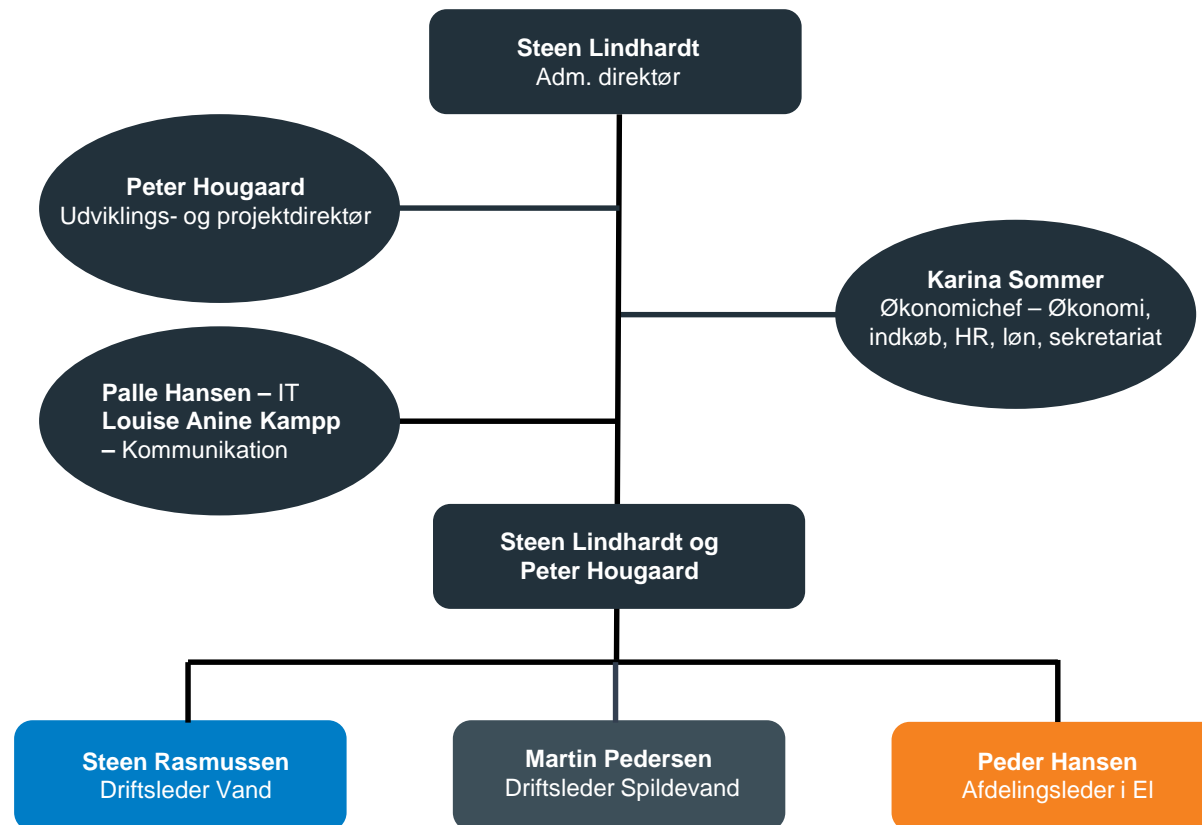 Steen Lindhardt
Adm. direktør
Peter Hougaard
Udviklings- og projektdirektør
Karina Sommer
Økonomichef – Økonomi,
indkøb, HR, løn, sekretariat
Palle Hansen – IT
Louise Anine Kampp
– Kommunikation
Steen Lindhardt og
Peter Hougaard
Steen Rasmussen
Driftsleder Vand
Martin Pedersen
Driftsleder Spildevand
Peder Hansen
Afdelingsleder i El